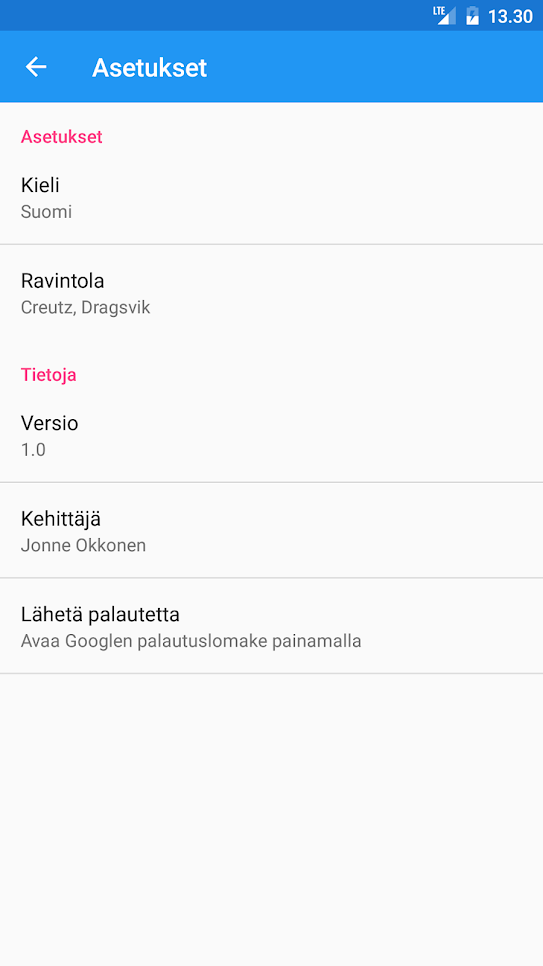 LTE 13.30
Asetukset
Asetukset
Kieli
Suomi
Ravintola
Creutz, Dragsvik
Tietoja
Versio
1.0
Kehittäjä
Jonne Okkonen
Lähetä palautetta
Avaa Googlen palautuslomake painamalla